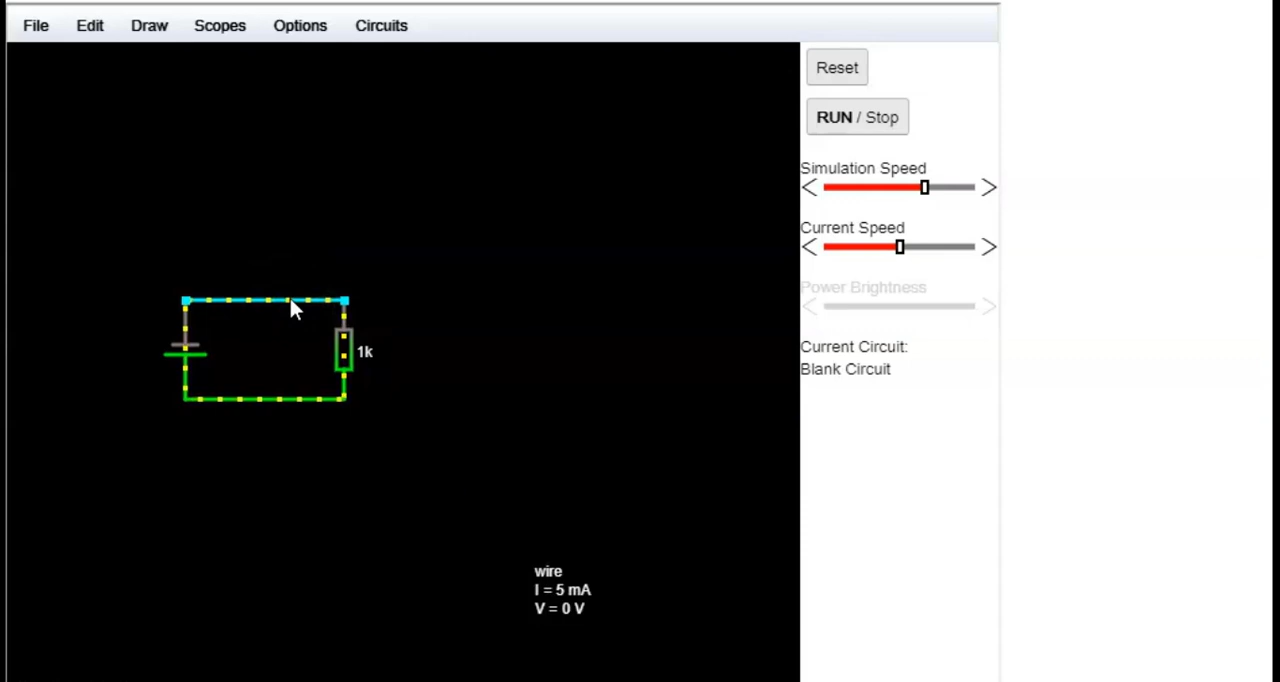 File Edit Draw Scopes Options Circuits
Reset
RUN / Stop
Simulation Speed
Current Speed
Power Brightness
Current Circuit:
Blank Circuit
1k
wire
I = 5 mA
V = 0 V